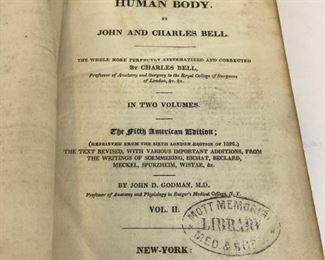 HUMAN BODY.
BY
JOHN AND CHARLES BELL.
THE WHOLE MORE PERFECTLY SYSTEMATIZED AND CORRECTED
BY CHARLES BELL,
Professor of Anatomy and Surgery to the Royal College of Surgeons
of London, &c. &c.
IN TWO VOLUMES.
The Fifth American Edition;
(REPRINTED FROM THE SIXTH LONDON EDITION OF 1826.)
THE TEXT REVISED, WITH VARIOUS IMPORTANT ADDITIONS, FROM
THE WRITINGS OF SOEMMERING, BICHAT, BECLARD,
MECKEL, SPURZHEIM, WISTAR, &c.
BY JOHN D. GODMAN, M.D.
Professor of Anatomy and Physiology in Rutger's Medical College, N. Y.
VOL. II.
MOTT MEMORIAL
LIBRARY
MED & SURG
NEW-YORK: